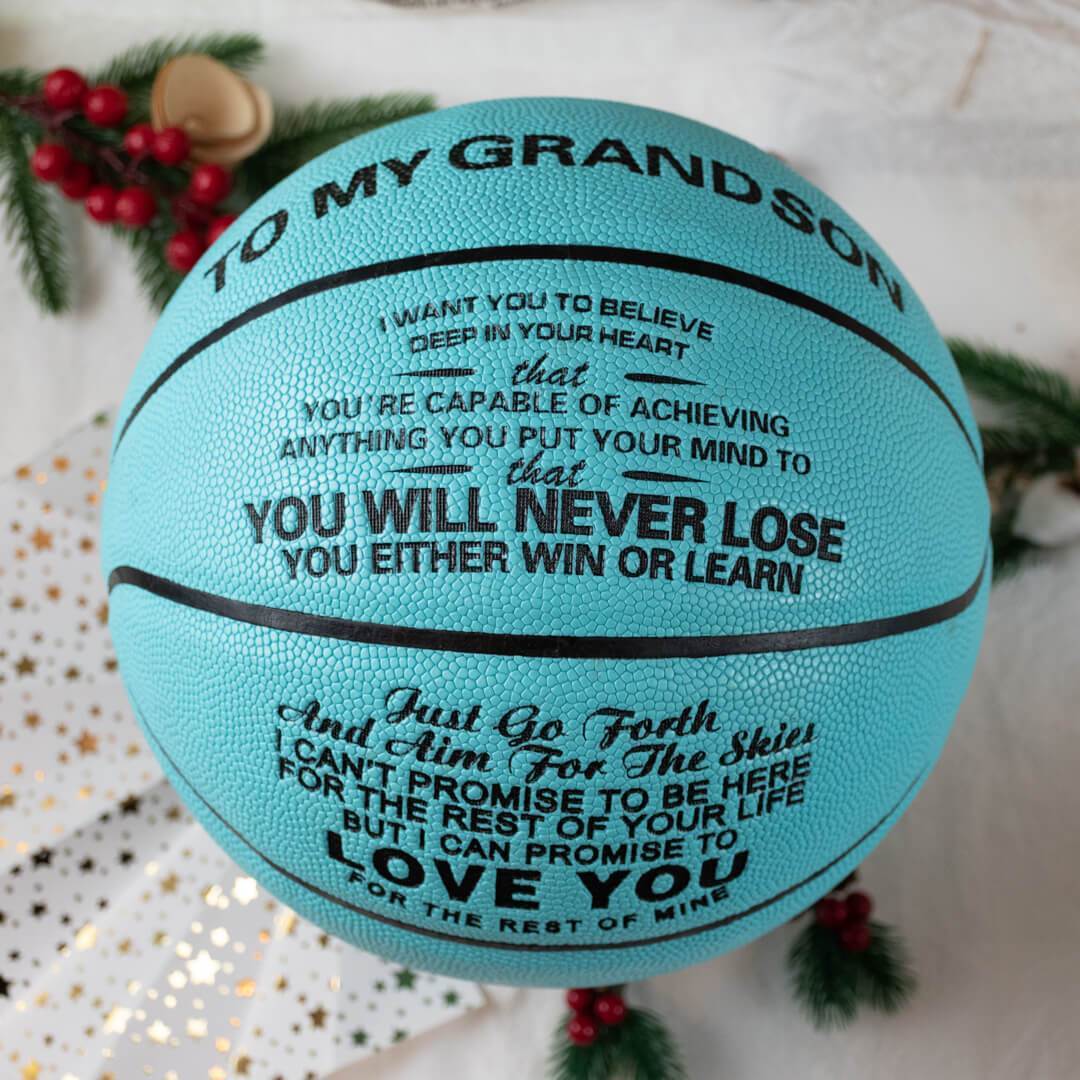 TO MY GRANDSON
I WANT YOU TO BELIEVE
DEEP IN YOUR HEART
that
YOU'RE CAPABLE OF ACHIEVING
ANYTHING YOU PUT YOUR MIND TO
that
YOU WILL NEVER LOSE
YOU EITHER WIN OR LEARN
Just Go Forth
And Aim For The Skies
I CAN'T PROMISE TO BE HERE
FOR THE REST OF YOUR LIFE
BUT I CAN PROMISE TO
LOVE YOU
FOR THE REST OF MINE